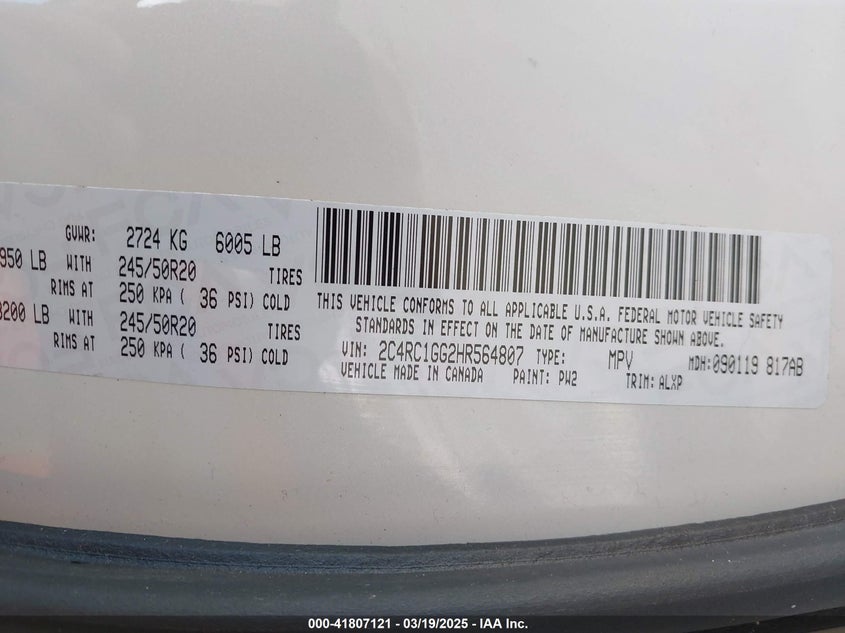 GVWR: 2724 KG 6005 LB
950 LB WITH 245/50R20 TIRES
RIMS AT 250 KPA ( 36 PSI) COLD
3200 LB WITH 245/50R20 TIRES
RIMS AT 250 KPA ( 36 PSI) COLD
THIS VEHICLE CONFORMS TO ALL APPLICABLE U.S.A. FEDERAL MOTOR VEHICLE SAFETY
STANDARDS IN EFFECT ON THE DATE OF MANUFACTURE SHOWN ABOVE.
VIN: 2C4RC1GG2HR564807 TYPE: MPV MDH:090119 817AB
VEHICLE MADE IN CANADA PAINT: PW2 TRIM: ALXP
000-41807121 - 03/19/2025 - IAA Inc.